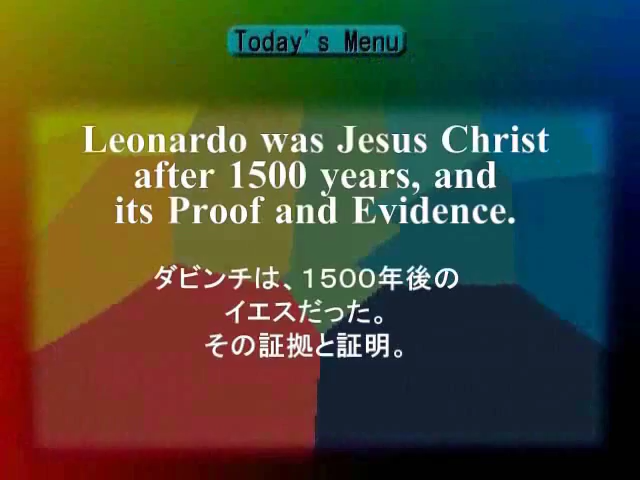 Today's Menu
Leonardo was Jesus Christ
after 1500 years, and
its Proof and Evidence.
ダビンチは、１５００年後の
イエスだった。
その証拠と証明。